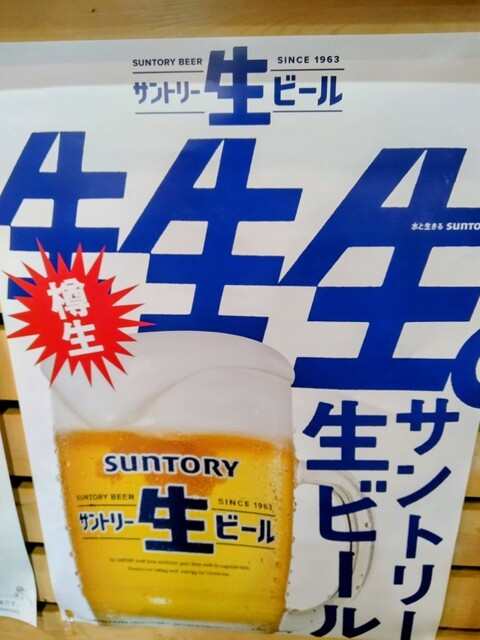 SUNTORY BEER SINCE 1963
サントリー生ビール
生生生。
水と生きる SUNTO
樽生
サントリー
生ビール
SUNTORY
SUNTORY BEER SINCE 1963
サントリー生ビール